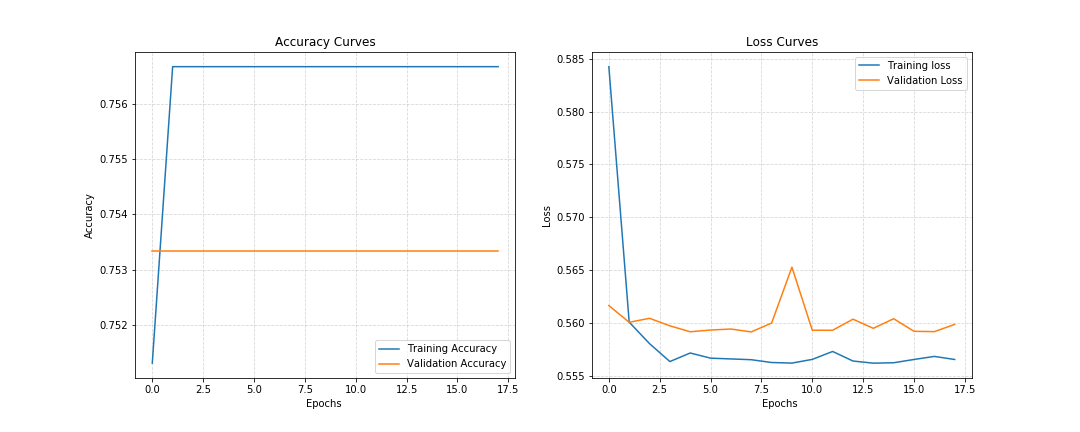 Accuracy Curves
Accuracy
0.756
0.755
0.754
0.753
0.752
Training Accuracy
Validation Accuracy
0.0 2.5 5.0 7.5 10.0 12.5 15.0 17.5
Epochs
Loss Curves
Loss
0.585
0.580
0.575
0.570
0.565
0.560
0.555
Training loss
Validation Loss
0.0 2.5 5.0 7.5 10.0 12.5 15.0 17.5
Epochs